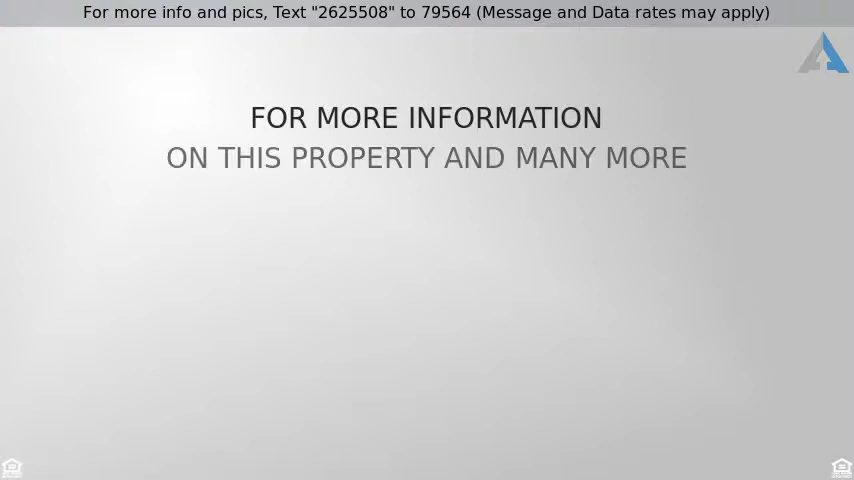 For more info and pics, Text "2625508" to 79564 (Message and Data rates may apply)
FOR MORE INFORMATION
ON THIS PROPERTY AND MANY MORE